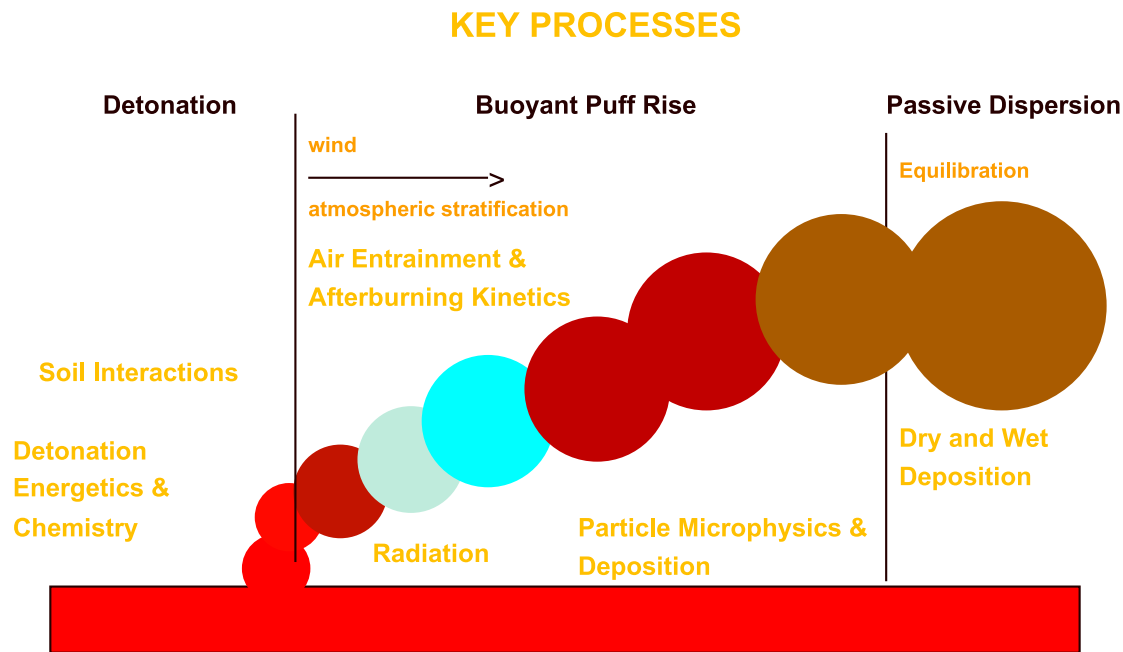 KEY PROCESSES
Detonation
Buoyant Puff Rise
Passive Dispersion
wind
atmospheric stratification
Equilibration
Air Entrainment &
Afterburning Kinetics
Soil Interactions
Detonation
Energetics &
Chemistry
Radiation
Particle Microphysics &
Deposition
Dry and Wet
Deposition